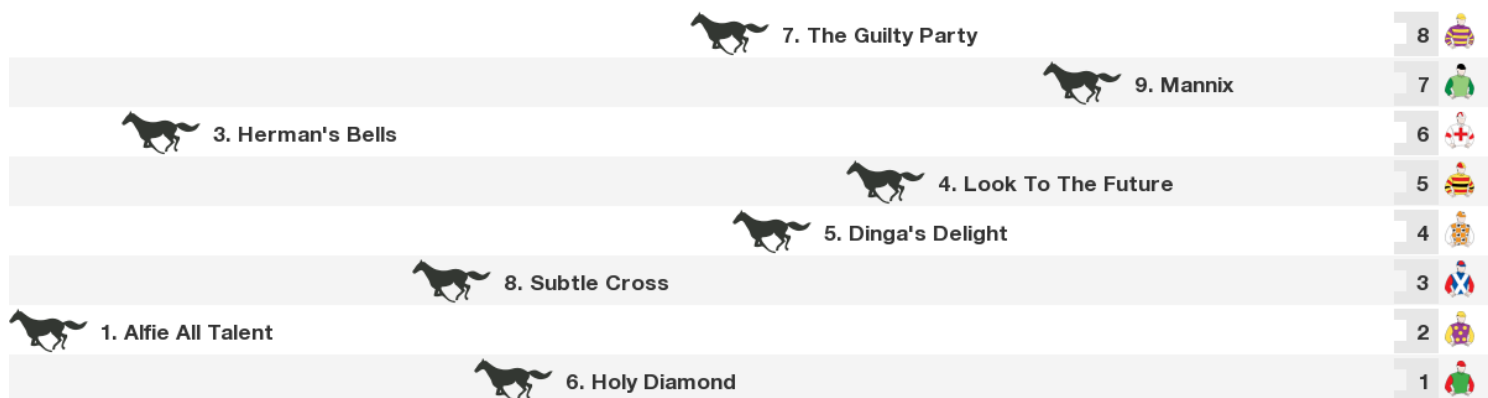 7. The Guilty Party 8
9. Mannix 7
3. Herman's Bells 6
4. Look To The Future 5
5. Dinga's Delight 4
8. Subtle Cross 3
1. Alfie All Talent 2
6. Holy Diamond 1